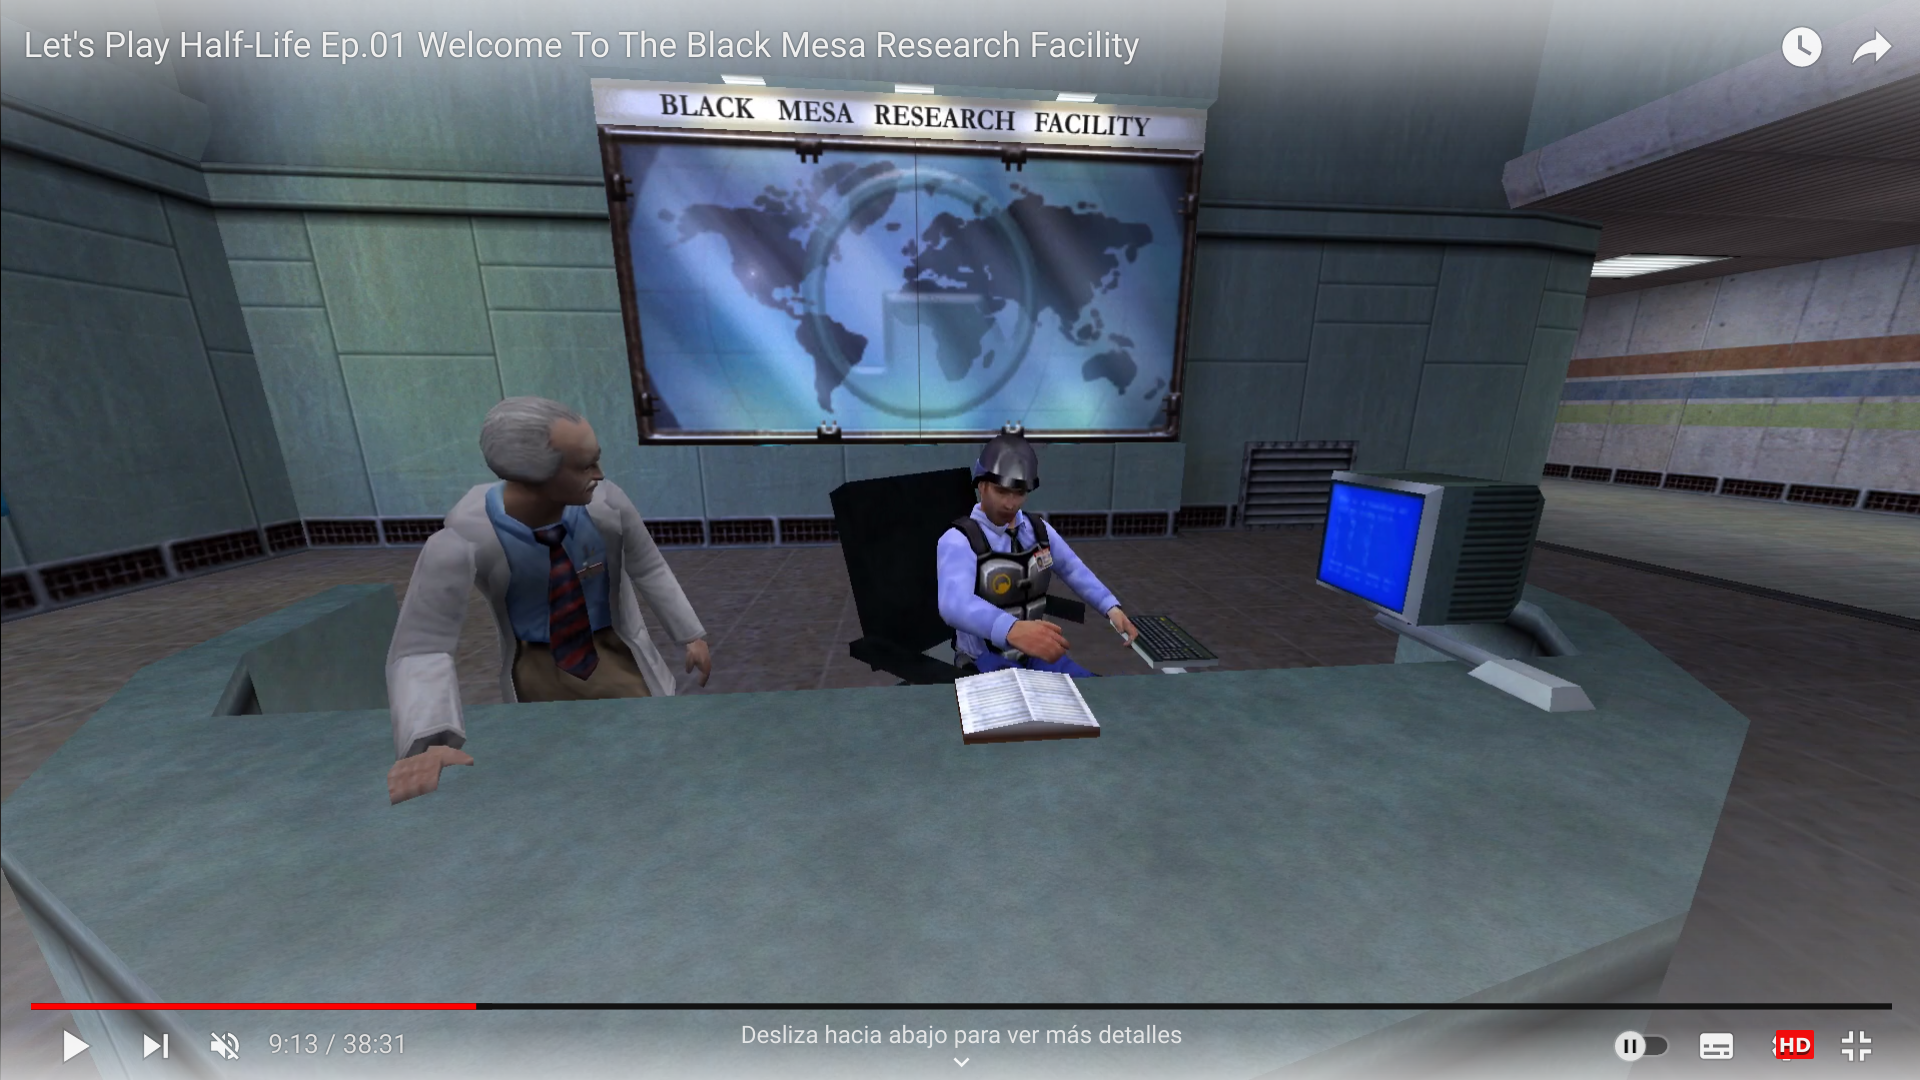 Let's Play Half-Life Ep.01 Welcome To The Black Mesa Research Facility
BLACK MESA RESEARCH FACILITY
9:13 / 38:31
Desliza hacia abajo para ver más detalles
HD